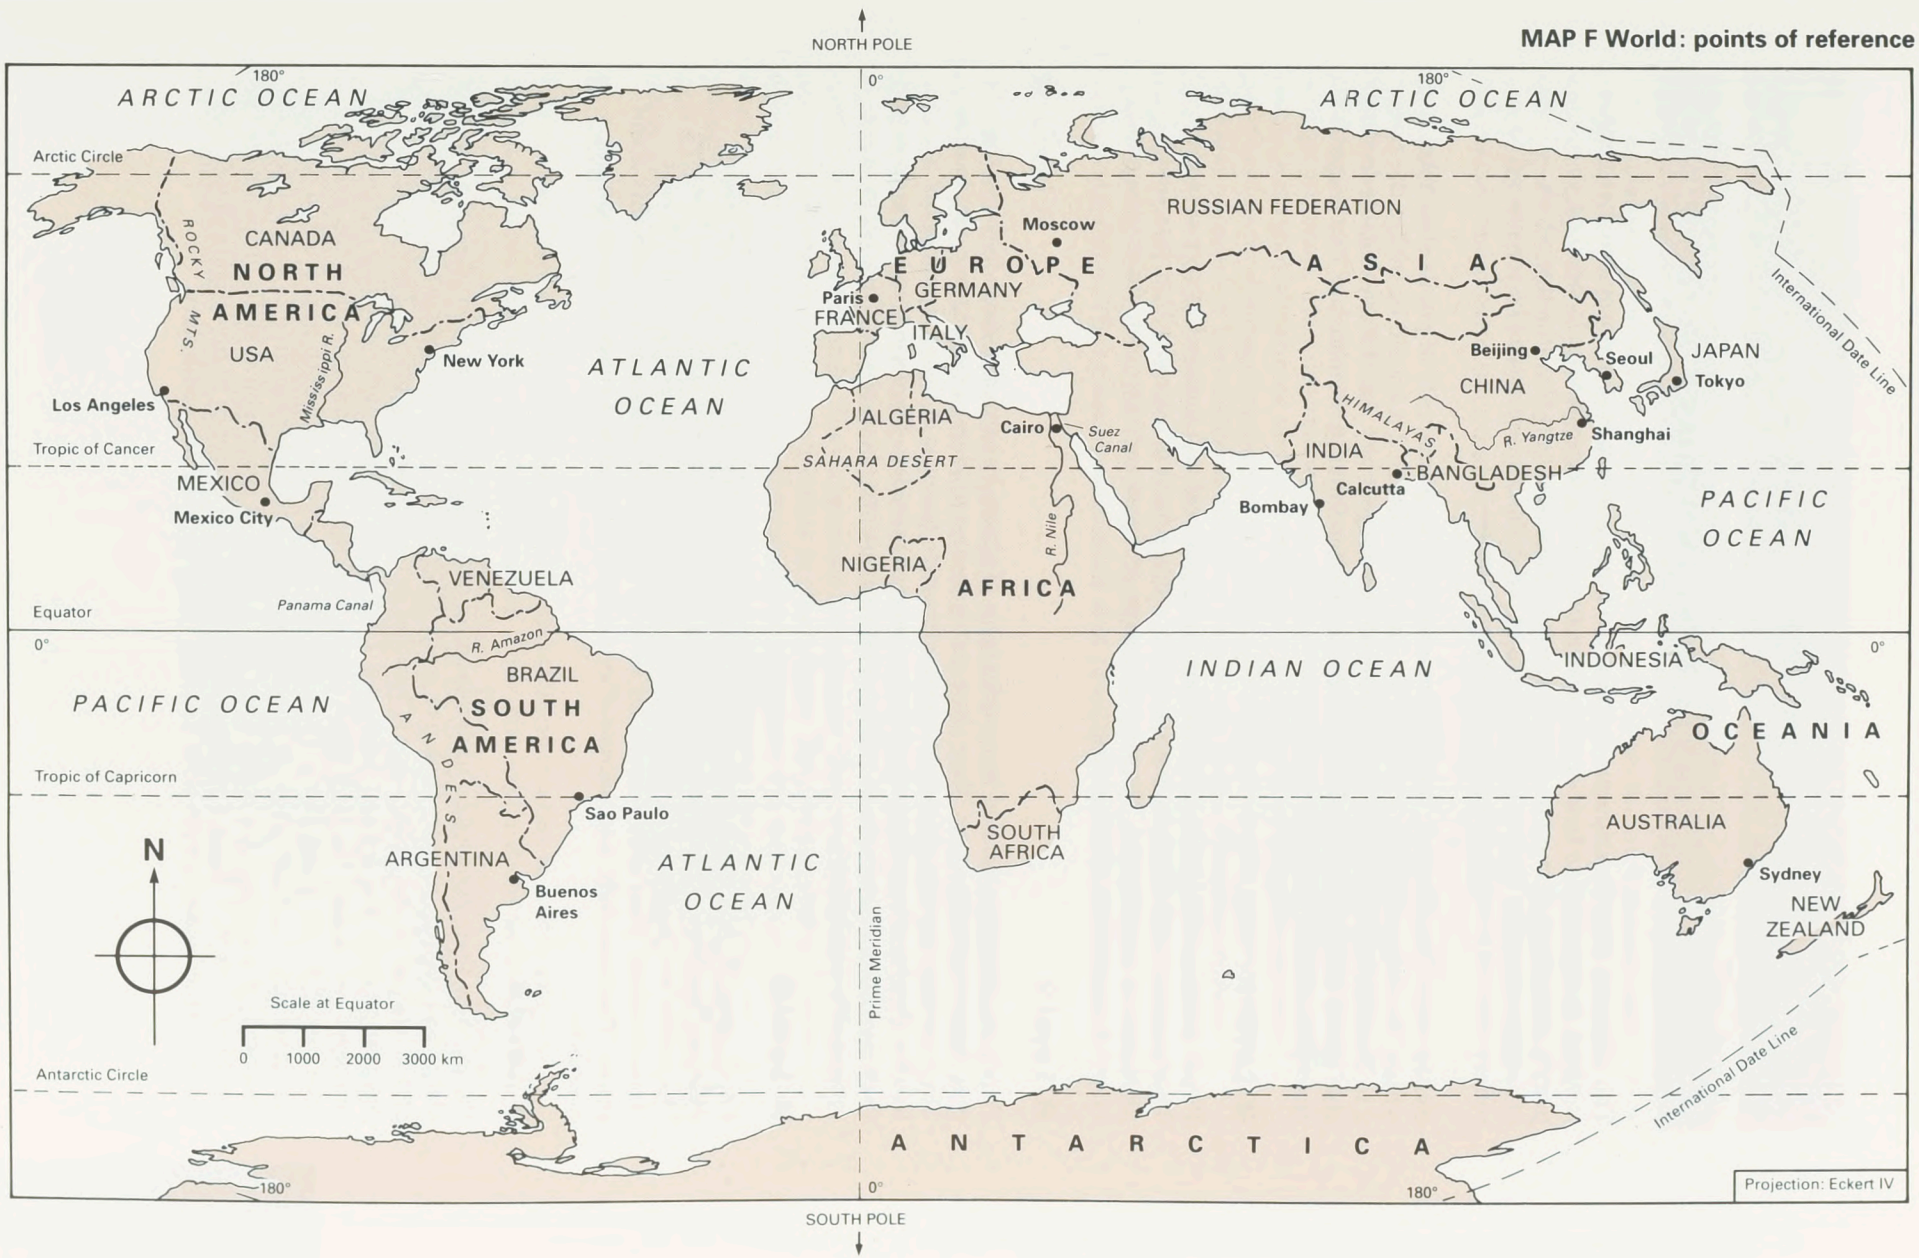 NORTH POLE
MAP F World: points of reference
180°
0°
180°
ARCTIC OCEAN
ARCTIC OCEAN
Arctic Circle
RUSSIAN FEDERATION
Moscow
ROCKY
MTS.
CANADA
NORTH
AMERICA
EUROPE
ASIA
International Date Line
GERMANY
Paris
FRANCE
ITALY
USA
Mississippi R.
New York
ATLANTIC
OCEAN
Beijing
Seoul
JAPAN
Tokyo
CHINA
Los Angeles
HIMALAYAS
ALGERIA
Cairo
Suez
Canal
R. Yangtze
Shanghai
Tropic of Cancer
SAHARA DESERT
INDIA
BANGLADESH
Calcutta
MEXICO
Mexico City
Bombay
PACIFIC
OCEAN
R. Nile
NIGERIA
AFRICA
VENEZUELA
Panama Canal
Equator
0°
0°
R. Amazon
BRAZIL
INDIAN OCEAN
INDONESIA
PACIFIC OCEAN
SOUTH
AMERICA
ANDES
OCEANIA
Tropic of Capricorn
Sao Paulo
SOUTH
AFRICA
AUSTRALIA
N
ARGENTINA
Buenos
Aires
ATLANTIC
OCEAN
Sydney
NEW
ZEALAND
Prime Meridian
Scale at Equator
0 1000 2000 3000 km
International Date Line
Antarctic Circle
ANTARCTICA
180°
0°
180°
Projection: Eckert IV
SOUTH POLE